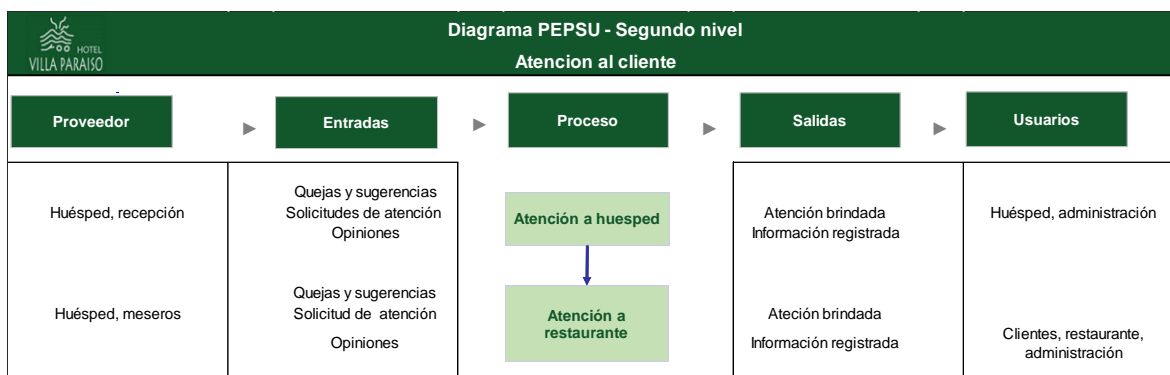 Diagrama PEPSU - Segundo nivel
HOTEL
VILLA PARAISO
Atencion al cliente
Proveedor
Entradas
Proceso
Salidas
Usuarios
Huésped, recepción
Quejas y sugerencias
Solicitudes de atención
Opiniones
Atención a huesped
Atención brindada
Información registrada
Huésped, administración
Huésped, meseros
Quejas y sugerencias
Solicitud de atención
Opiniones
Atención a
restaurante
Ateción brindada
Información registrada
Clientes, restaurante,
administración